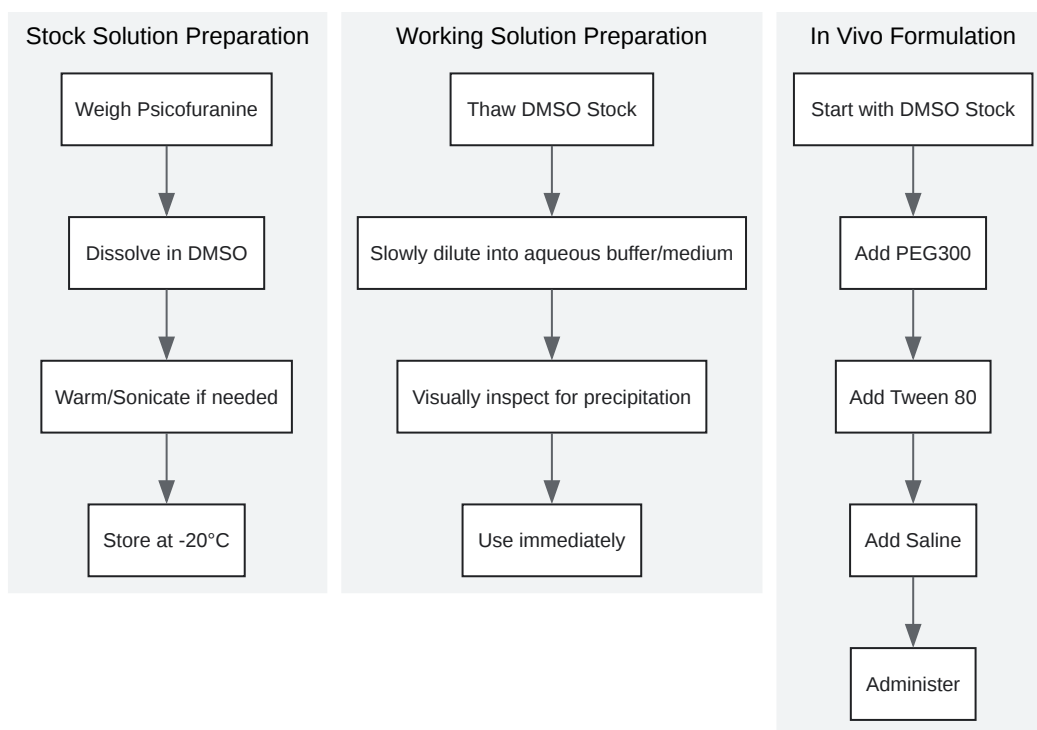 Stock Solution Preparation
Weigh Psicofuranine
Dissolve in DMSO
Warm/Sonicate if needed
Store at -20°C
Working Solution Preparation
Thaw DMSO Stock
Slowly dilute into aqueous buffer/medium
Visually inspect for precipitation
Use immediately
In Vivo Formulation
Start with DMSO Stock
Add PEG300
Add Tween 80
Add Saline
Administer